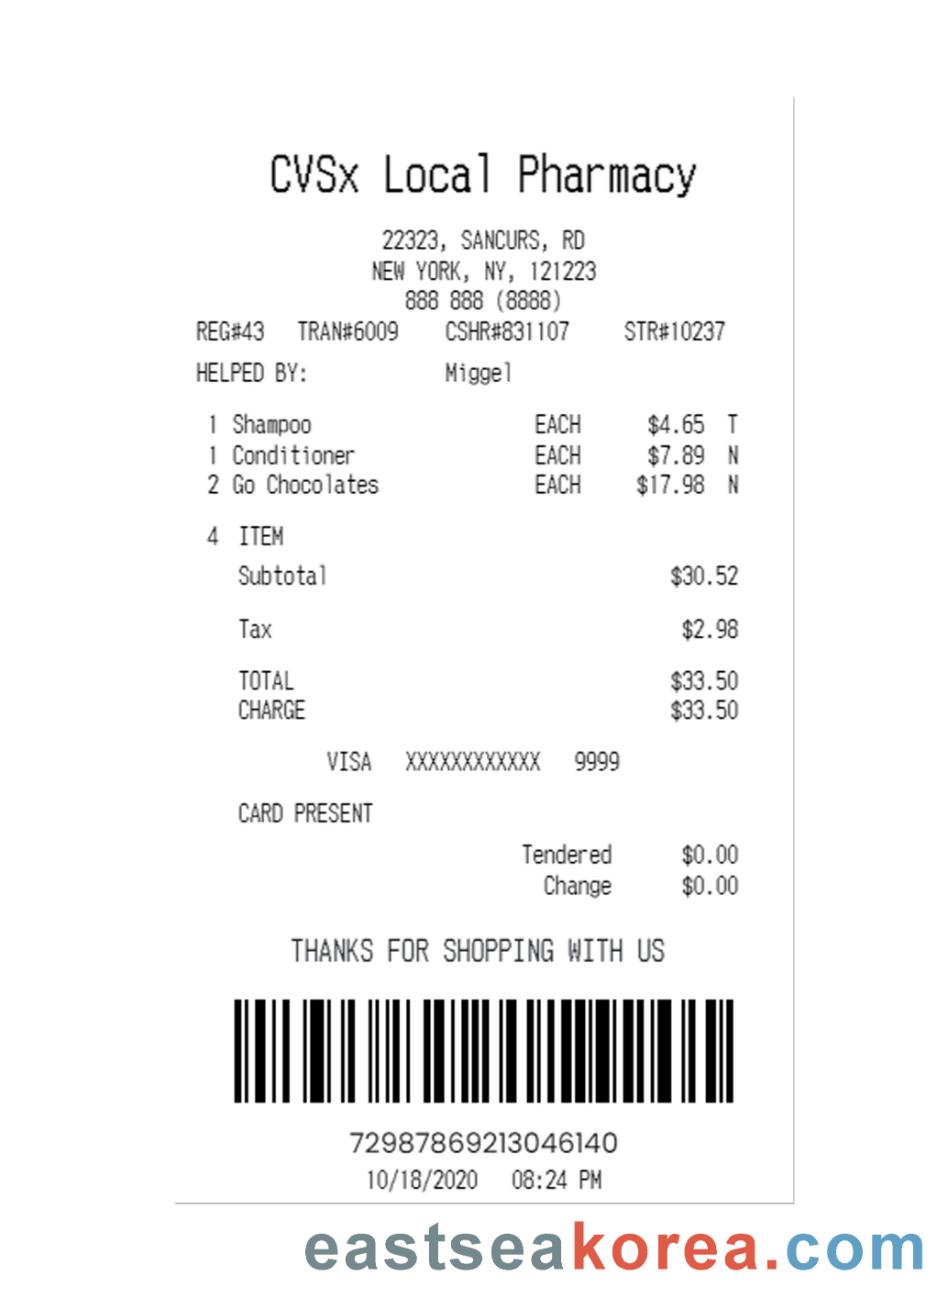 CVSx Local Pharmacy
22323, SANCURS, RD
NEW YORK, NY, 121223
888 888 (8888)
REG#43 TRAN#6009 CSHR#831107 STR#10237
HELPED BY: Miggel
1 Shampoo EACH $4.65 T
1 Conditioner EACH $7.89 N
2 Go Chocolates EACH $17.98 N
4 ITEM
Subtotal $30.52
Tax $2.98
TOTAL $33.50
CHARGE $33.50
VISA XXXXXXXXXXXX 9999
CARD PRESENT
Tendered $0.00
Change $0.00
THANKS FOR SHOPPING WITH US
72987869213046140
10/18/2020 08:24 PM
eastseakorea.com